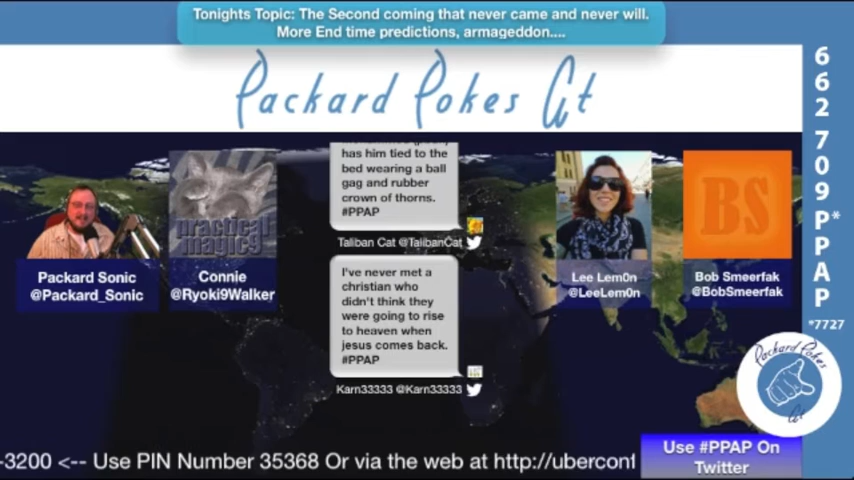 Tonights Topic: The Second coming that never came and never will.
More End time predictions, armageddon....
Packard Pokes At
662 709 P*PAP
*7727
has him tied to the
bed wearing a ball
gag and rubber
crown of thorns.
#PPAP
Taliban Cat @TalibanCat
practical
magic9
BS
Packard Sonic
@Packard_Sonic
Connie
@Ryoki9Walker
Lee Lem0n
@LeeLem0n
Bob Smeerfak
@BobSmeerfak
I've never met a
christian who
didn't think they
were going to rise
to heaven when
jesus comes back.
#PPAP
Karn33333 @Karn33333
Packard Pokes
At
-3200 <-- Use PIN Number 35368 Or via the web at http://uberconf
Use #PPAP On
Twitter